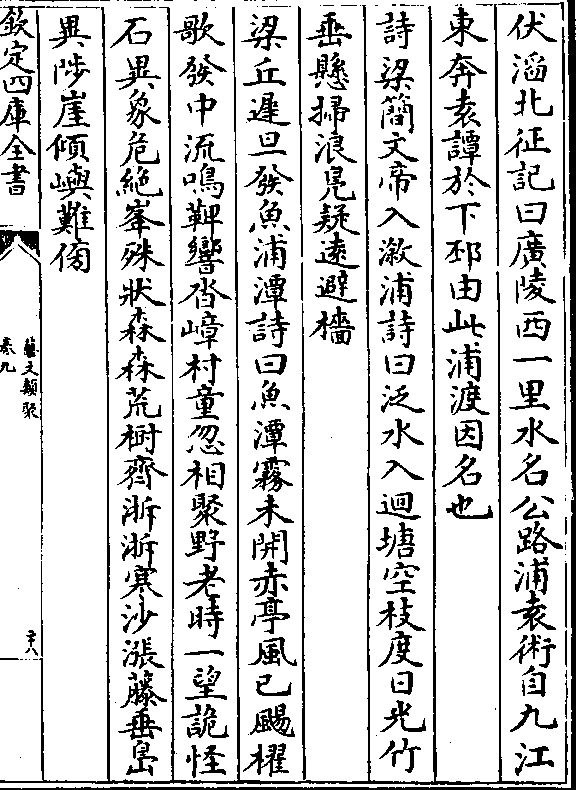 伏滔北征記曰廣陵西一里水名公路浦袁術自九江
東奔袁譚於下邳由此浦渡因名也
詩梁簡文帝入漵浦詩曰泛水入迴塘空枝度日光竹
垂懸掃浪鳧疑遠避檣
梁丘遲旦發魚浦潭詩曰魚潭霧未開赤亭風已颺櫂
歌發中流鳴鞞響沓嶂村童忽相聚野老時一望詭怪
石異象危絶峯殊狀森森荒樹齊淅淅寒沙漲藤垂島
異陟崖傾嶼難傍
欽定四庫全書
藝文類聚
卷九
二十八